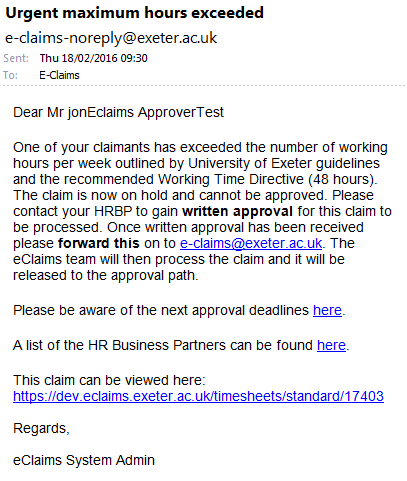 Urgent maximum hours exceeded
e-claims-noreply@exeter.ac.uk
Sent: Thu 18/02/2016 09:30
To: E-Claims
Dear Mr jonEclaims ApproverTest
One of your claimants has exceeded the number of working
hours per week outlined by University of Exeter guidelines
and the recommended Working Time Directive (48 hours).
The claim is now on hold and cannot be approved. Please
contact your HRBP to gain written approval for this claim to
be processed. Once written approval has been received
please forward this on to e-claims@exeter.ac.uk. The
eClaims team will then process the claim and it will be
released to the approval path.
Please be aware of the next approval deadlines here.
A list of the HR Business Partners can be found here.
This claim can be viewed here:
https://dev.eclaims.exeter.ac.uk/timesheets/standard/17403
Regards,
eClaims System Admin